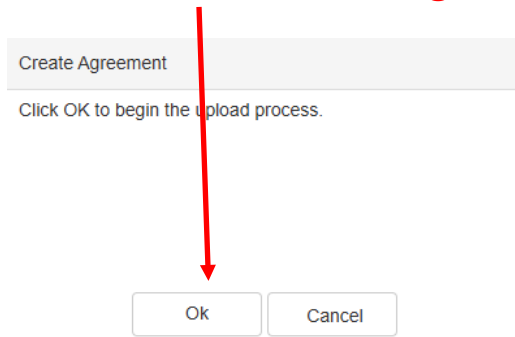 Create Agreement
Click OK to begin the upload process.
Ok Cancel